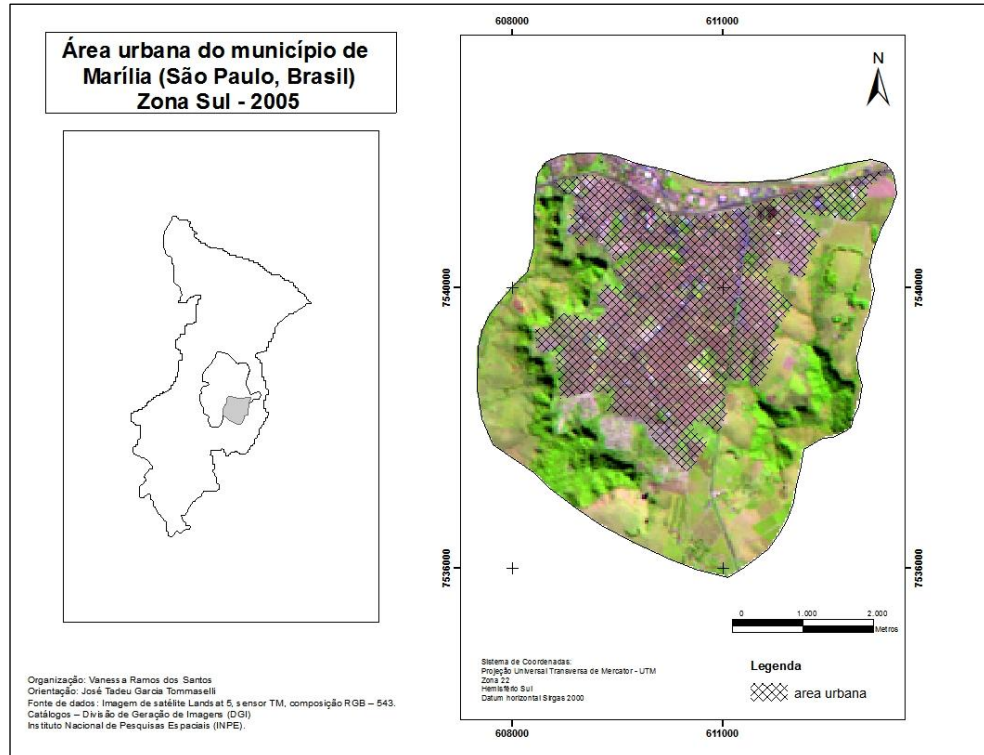 Área urbana do município de
Marília (São Paulo, Brasil)
Zona Sul - 2005
608000
611000
N
7540000
7540000
7536000
7536000
0 1.000 2.000
Metros
Sistema de Coordenadas:
Projeção Universal Transversa de Mercator - UTM
Zona 22
Hemisfério Sul
Datum horizontal Sirgas 2000
Legenda
area urbana
608000
611000
Organização: Vanessa Ramos dos Santos
Orientação: José Tadeu Garcia Tommaselli
Fonte de dados: Imagem de satélite Landsat 5, sensor TM, composição RGB – 543.
Catálogos – Divisão de Geração de Imagens (DGI)
Instituto Nacional de Pesquisas Espaciais (INPE).